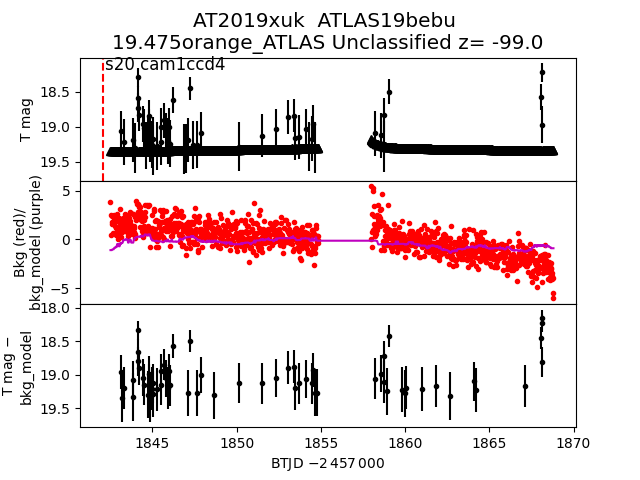 AT2019xuk  ATLAS19bebu
19.475orange_ATLAS Unclassified z= -99.0
s20 cam1ccd4
T mag
18.5
19.0
19.5
Bkg (red)/
bkg_model (purple)
5
0
−5
T mag −
bkg_model
18.0
18.5
19.0
19.5
1845
1850
1855
1860
1865
1870
BTJD −2 457 000